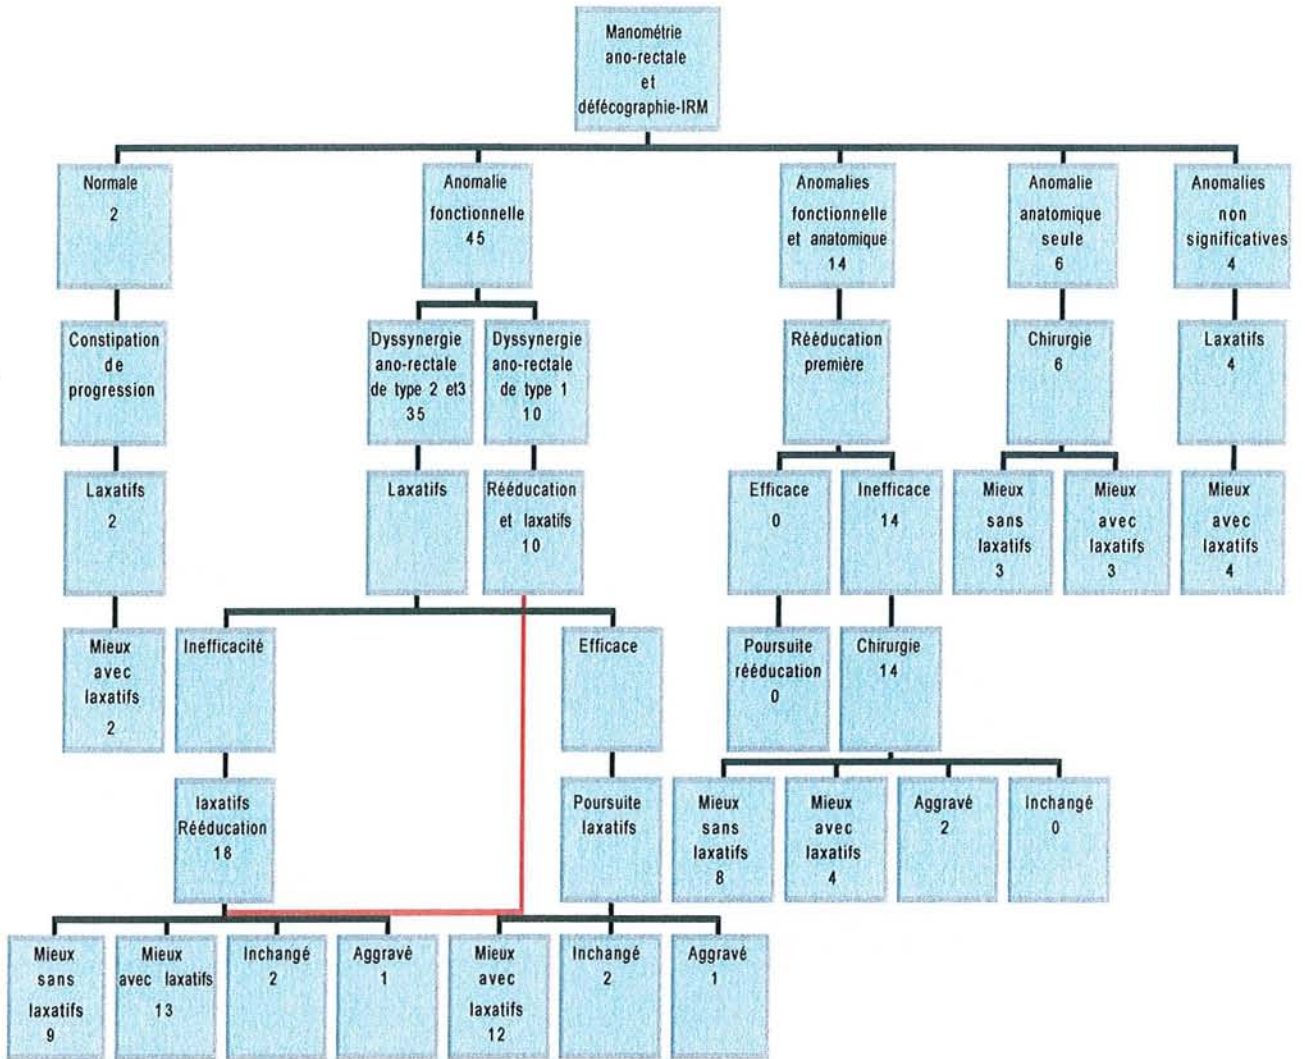 Manométrie
ano-rectale
et
défécographie-IRM
Normale
2
Anomalie
fonctionnelle
45
Anomalies
fonctionnelle
et anatomique
14
Anomalie
anatomique
seule
6
Anomalies
non
significatives
4
Constipation
de
progression
Dyssynergie
ano-rectale
de type 2 et3
35
Dyssynergie
ano-rectale
de type 1
10
Rééducation
première
Chirurgie
6
Laxatifs
4
Laxatifs
2
Laxatifs
Rééducation
et laxatifs
10
Efficace
0
Inefficace
14
Mieux
sans
laxatifs
3
Mieux
avec
laxatifs
3
Mieux
avec
laxatifs
4
Mieux
avec
laxatifs
2
Inefficacité
Efficace
Poursuite
rééducation
0
Chirurgie
14
laxatifs
Rééducation
18
Poursuite
laxatifs
Mieux
sans
laxatifs
8
Mieux
avec
laxatifs
4
Aggravé
2
Inchangé
0
Mieux
sans
laxatifs
9
Mieux
avec laxatifs
13
Inchangé
2
Aggravé
1
Mieux
avec
laxatifs
12
Inchangé
2
Aggravé
1